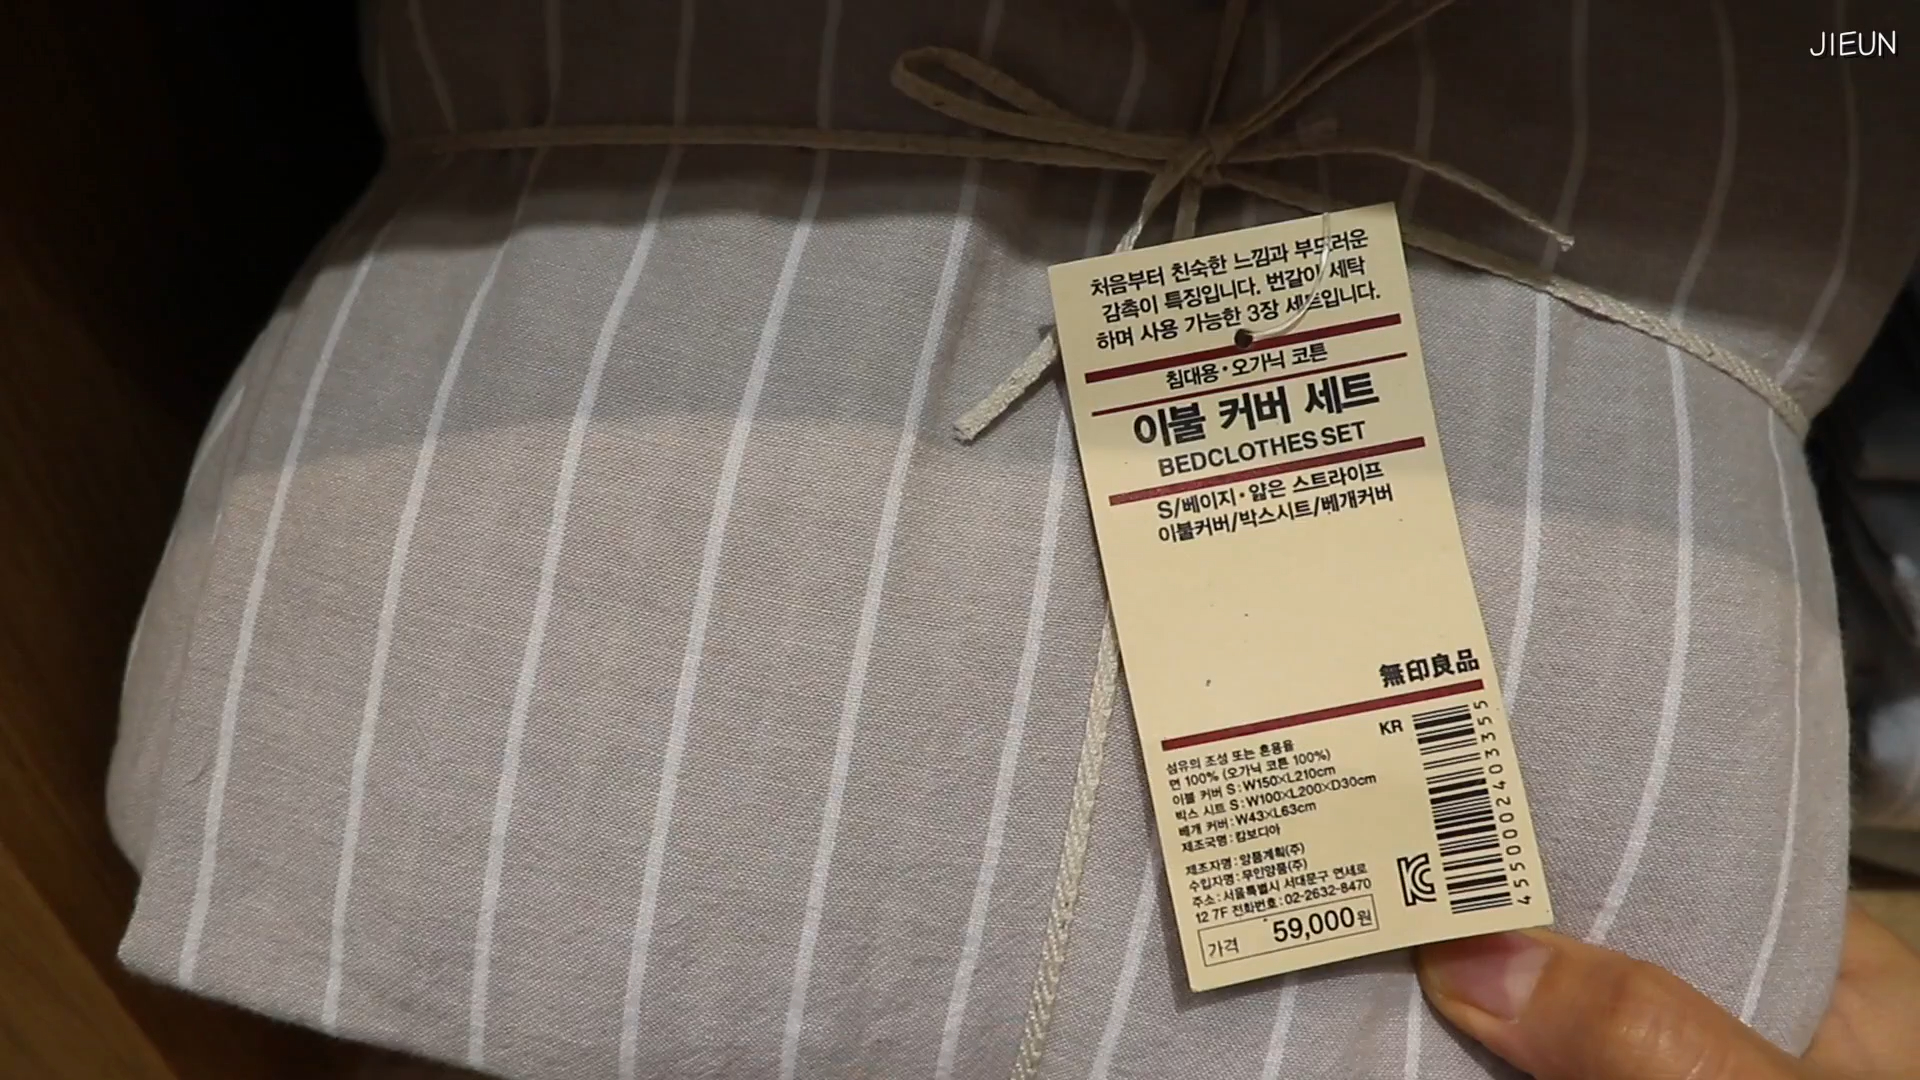 JIEUN
처음부터 친숙한 느낌과 부드러운
감촉이 특징입니다. 번갈아 세탁
하며 사용 가능한 3장 세트입니다.
침대용・오가닉 코튼
이불 커버 세트
BEDCLOTHES SET
S/베이지・얇은 스트라이프
이불커버/박스시트/베개커버
無印良品
KR
4550002403355
섬유의 조성 또는 혼용율
면 100% (오가닉 코튼 100%)
이불 커버 S : W150×L210cm
박스 시트 S : W100×L200×D30cm
베개 커버 : W43×L63cm
제조국명 : 캄보디아
제조자명 : 양품계획(주)
수입자명 : 무인양품(주)
주소 : 서울특별시 서대문구 연세로
12 7F 전화번호 : 02-2632-8470
가격 59,000원